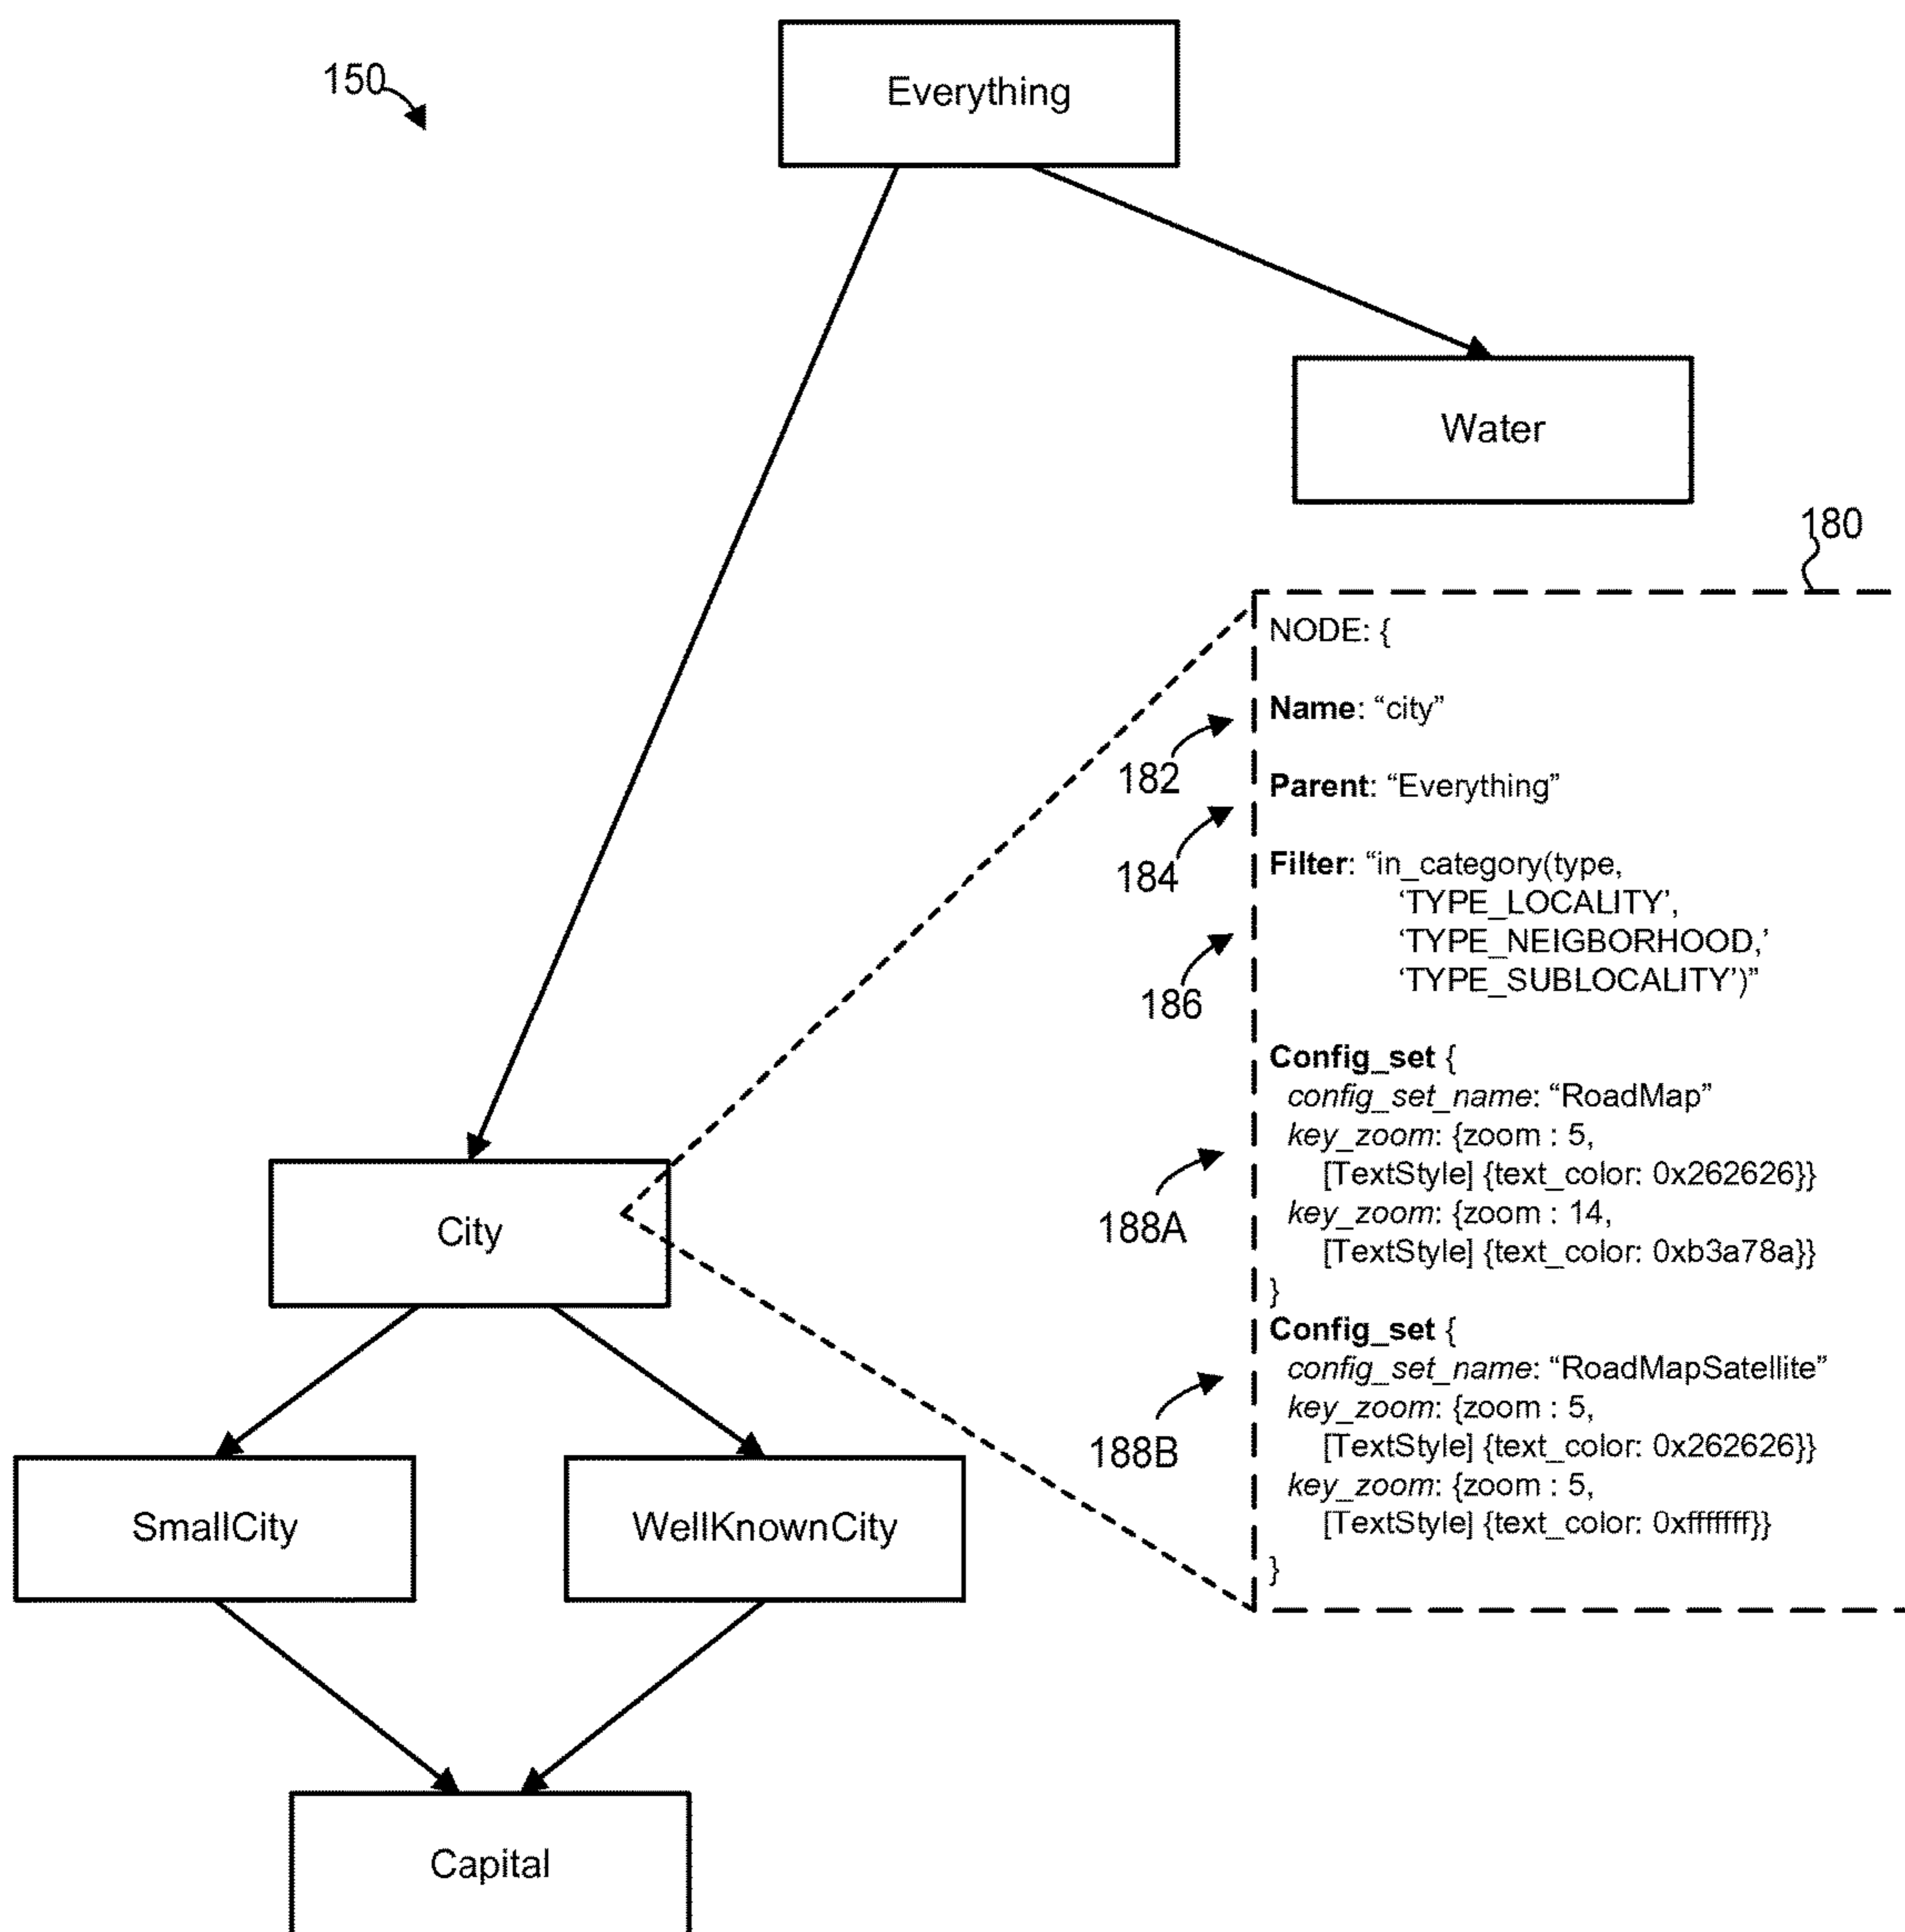 150
Everything
Water
180
NODE: {
Name: “city”
182
Parent: “Everything”
184
Filter: “in_category(type,
‘TYPE_LOCALITY’,
‘TYPE_NEIGBORHOOD,’
‘TYPE_SUBLOCALITY’)”
186
Config_set {
config_set_name: “RoadMap”
key_zoom: {zoom : 5,
[TextStyle] {text_color: 0x262626}}
key_zoom: {zoom : 14,
[TextStyle] {text_color: 0xb3a78a}}
}
188A
Config_set {
config_set_name: “RoadMapSatellite”
key_zoom: {zoom : 5,
[TextStyle] {text_color: 0x262626}}
key_zoom: {zoom : 5,
[TextStyle] {text_color: 0xfffffff}}
}
188B
City
SmallCity
WellKnownCity
Capital